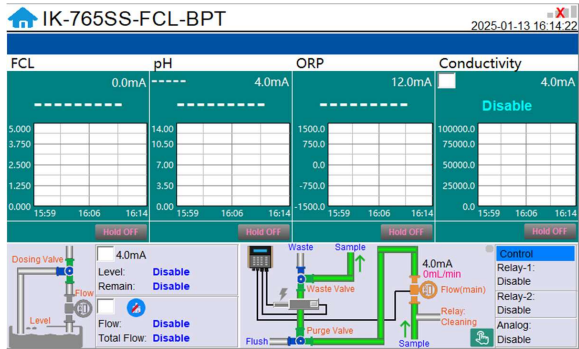 IK-765SS-FCL-BPT
X
2025-01-13 16:14:22
FCL pH ORP Conductivity
0.0mA ----- 4.0mA 12.0mA 4.0mA
---------- ---------- ---------- Disable
5.000 14.00 1500.0 100000.0
3.750 10.50 750.0 75000.0
2.500 7.00 0.0 50000.0
1.250 3.50 -750.0 25000.0
0.000 0.00 -1500.0 0.0
15:59 16:06 16:14 15:59 16:06 16:14 15:59 16:06 16:14 15:59 16:06 16:14
Hold OFF Hold OFF Hold OFF Hold OFF
Dosing Valve
Flow
Level
4.0mA
Level: Disable
Remain: Disable
Flow: Disable
Total Flow: Disable
Waste Sample
Waste Valve
Purge Valve
Flush
4.0mA
0mL/min
Flow(main)
Relay:
Cleaning
Sample
Control
Relay-1:
Disable
Relay-2:
Disable
Analog:
Disable